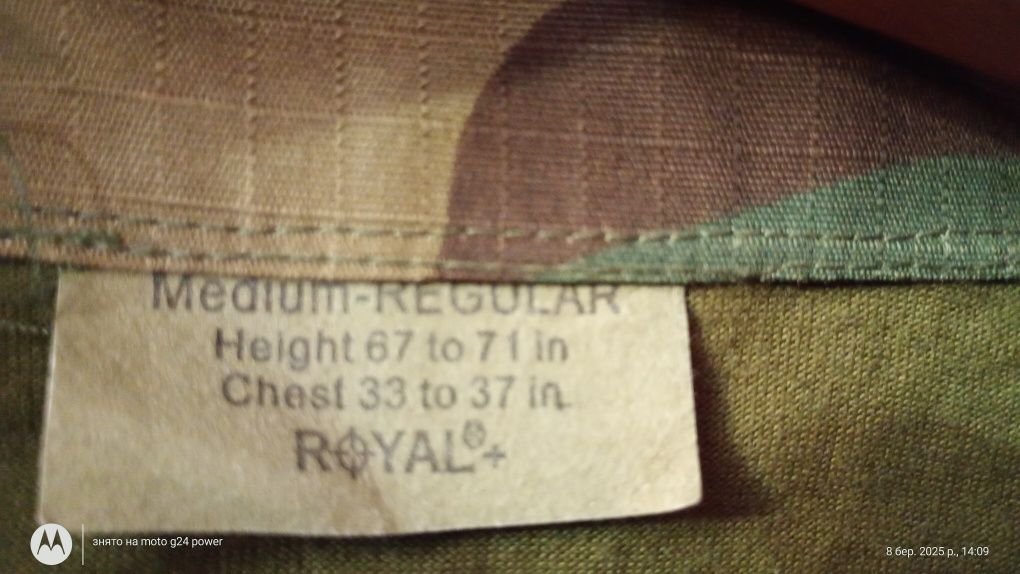 Medium-REGULAR
Height 67 to 71 in
Chest 33 to 37 in.
ROYAL®+
знято на moto g24 power
8 бер. 2025 р., 14:09